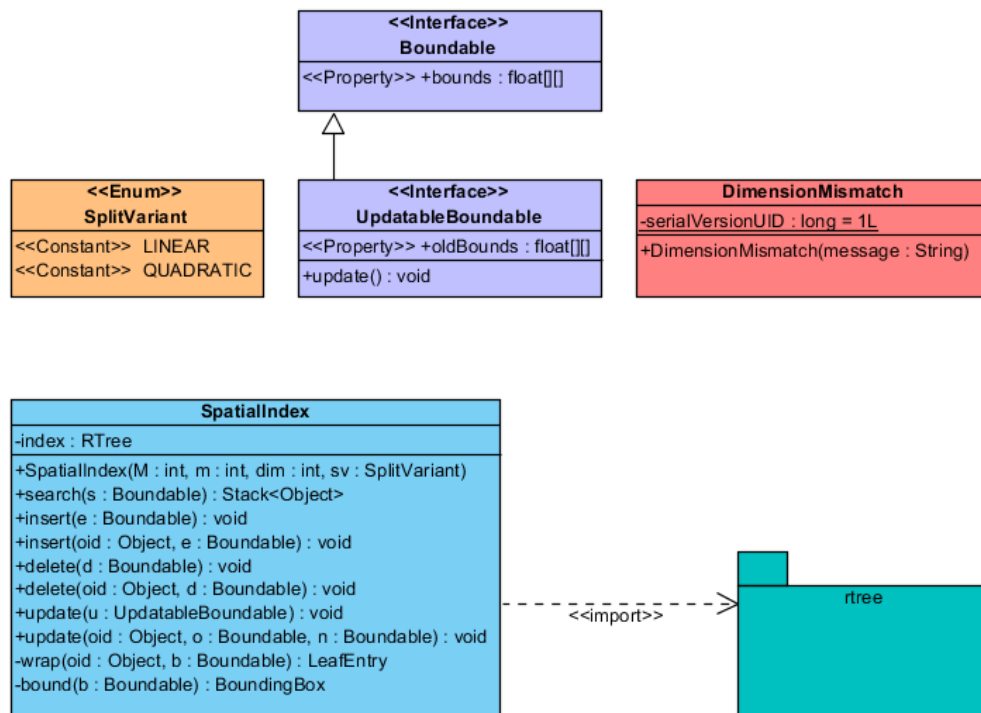 <<Interface>>
Boundable
<<Property>> +bounds : float[][]
<<Enum>>
SplitVariant
<<Constant>> LINEAR
<<Constant>> QUADRATIC
<<Interface>>
UpdatableBoundable
<<Property>> +oldBounds : float[][]
+update() : void
DimensionMismatch
-serialVersionUID : long = 1L
+DimensionMismatch(message : String)
SpatialIndex
-index : RTree
+SpatialIndex(M : int, m : int, dim : int, sv : SplitVariant)
+search(s : Boundable) : Stack<Object>
+insert(e : Boundable) : void
+insert(oid : Object, e : Boundable) : void
+delete(d : Boundable) : void
+delete(oid : Object, d : Boundable) : void
+update(u : UpdatableBoundable) : void
+update(oid : Object, o : Boundable, n : Boundable) : void
-wrap(oid : Object, b : Boundable) : LeafEntry
-bound(b : Boundable) : BoundingBox
<<import>>
rtree